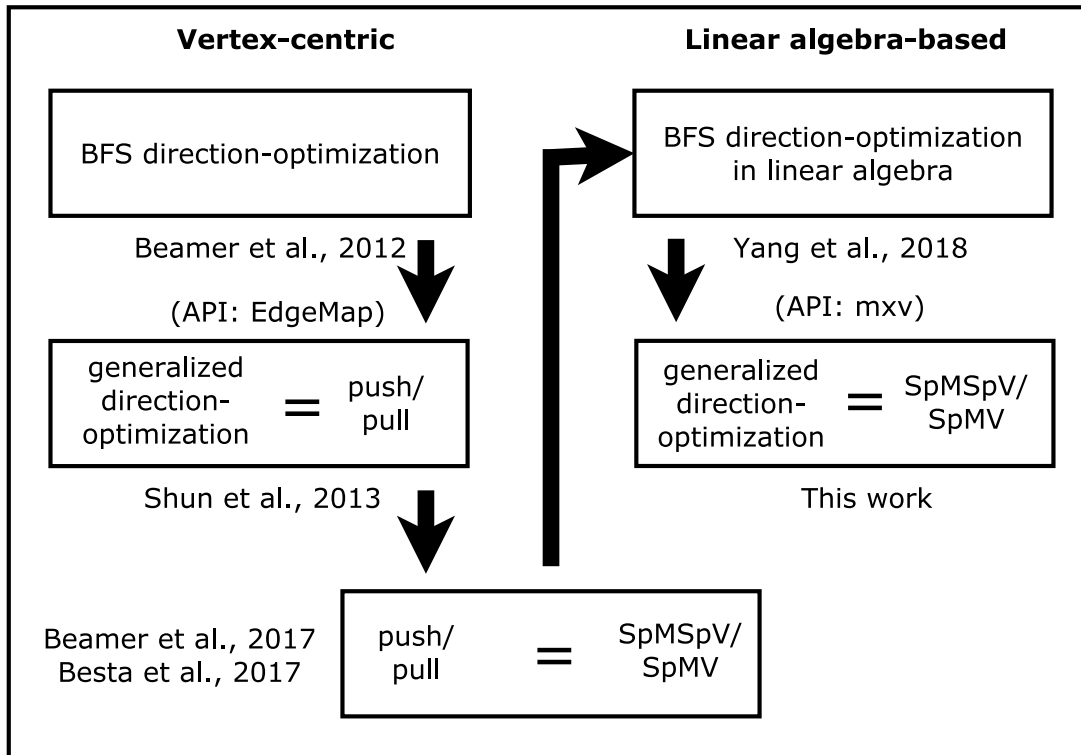 Vertex-centric
BFS direction-optimization
Beamer et al., 2012
(API: EdgeMap)
generalized
direction-
optimization
=
push/
pull
Shun et al., 2013
Beamer et al., 2017
Besta et al., 2017
push/
pull
=
SpMSpV/
SpMV
Linear algebra-based
BFS direction-optimization
in linear algebra
Yang et al., 2018
(API: mxv)
generalized
direction-
optimization
=
SpMSpV/
SpMV
This work